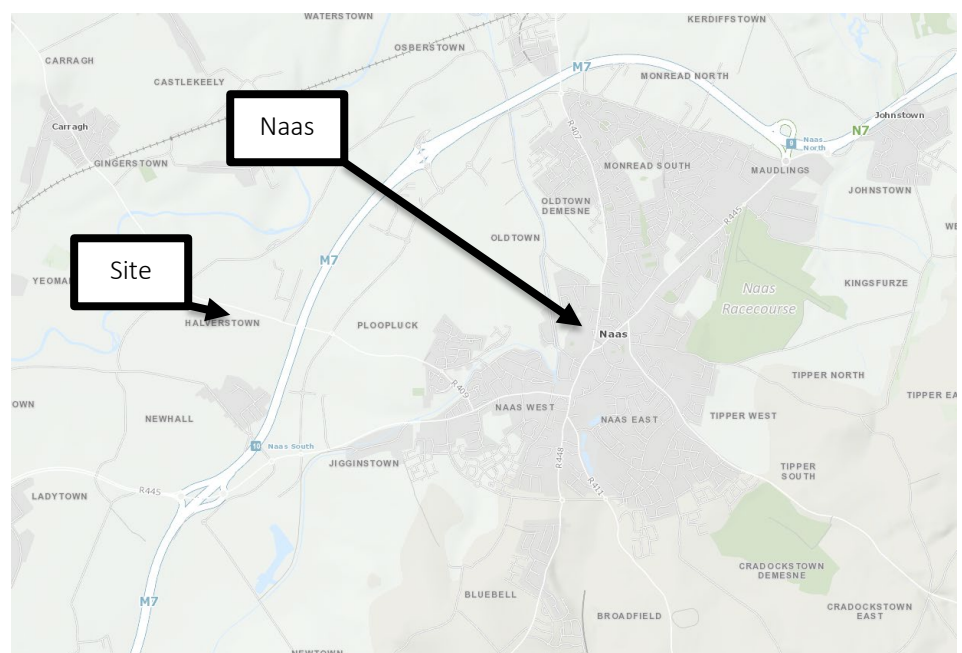 WATERSTOWN
KERDIFFSTOWN
OSBERSTOWN
CARRAGH
M7
MONREAD NORTH
CASTLEKEELY
Johnstown
Naas
Carragh
R407
N7
9
Naas
North
GINGERSTOWN
MONREAD SOUTH
MAUDLINGS
JOHNSTOWN
OLDTOWN
DEMESNE
R445
OLDTOWN
M7
Site
KINGSFURZE
Naas
Racecourse
HALVERSTOWN
PLOOPLUCK
Naas
TIPPER NORTH
R409
NAAS WEST
NEWHALL
NAAS EAST
TIPPER WEST
10
Naas South
JIGGINSTOWN
R448
TIPPER
SOUTH
LADYTOWN
R445
R411
CRADOCKSTOWN
DEMESNE
M7
BLUEBELL
BROADFIELD
CRADOCKSTOWN
EAST